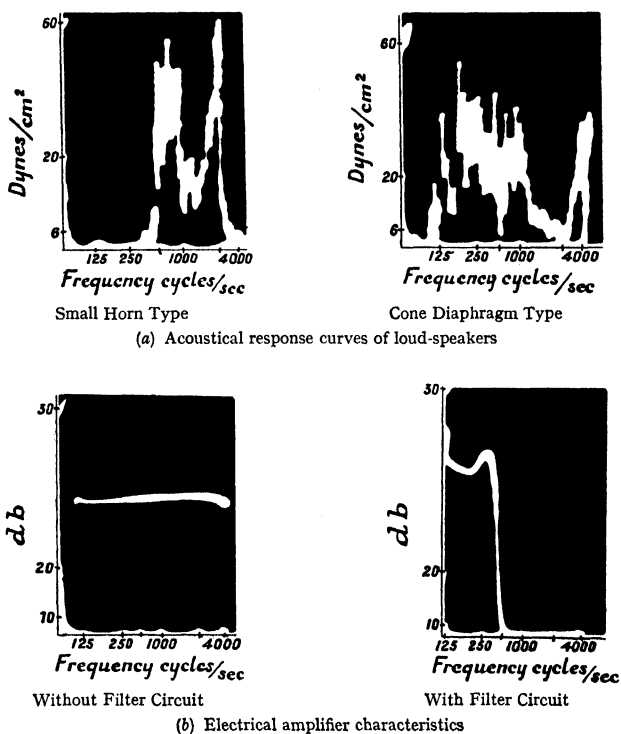 60
20
6
Dynes/cm²
125 250 1000 4000
Frequency cycles/sec
Small Horn Type
60
20
6
Dynes/cm²
125 250 1000 4000
Frequency cycles/sec
Cone Diaphragm Type
(a) Acoustical response curves of loud-speakers
30
20
10
db
125 250 1000 4000
Frequency cycles/sec
Without Filter Circuit
30
20
10
db
125 250 1000 4000
Frequency cycles/sec
With Filter Circuit
(b) Electrical amplifier characteristics